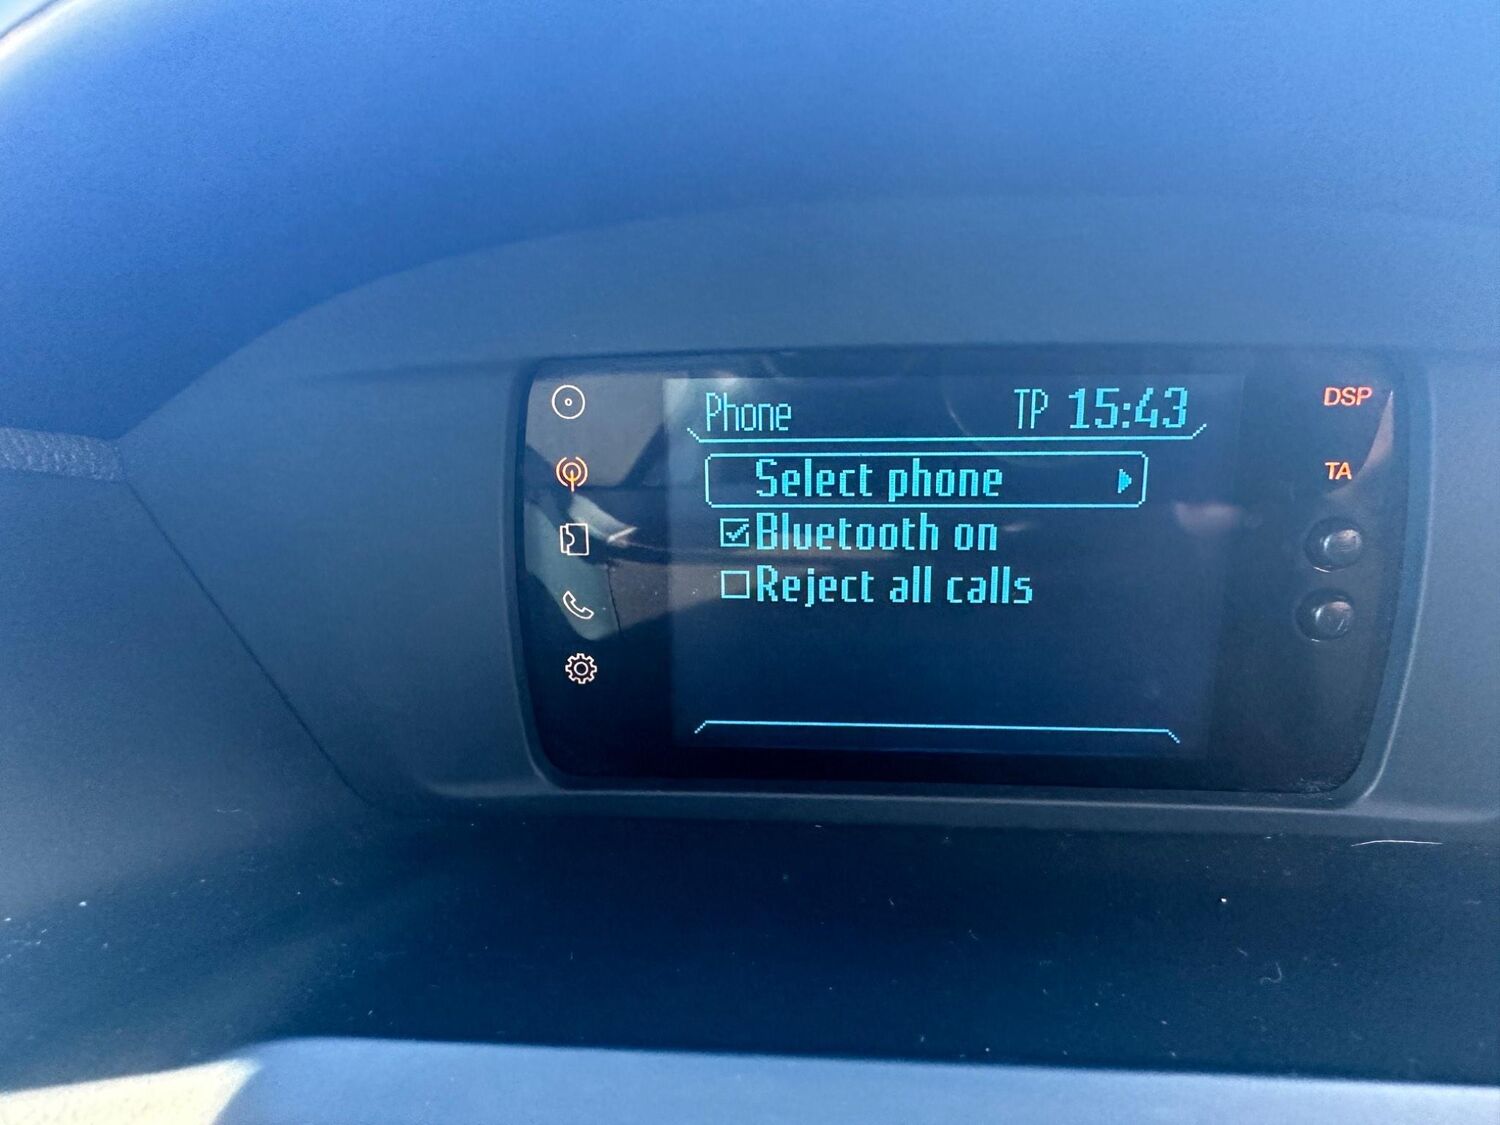 Phone TP 15:43
Select phone
Bluetooth on
Reject all calls
DSP
TA